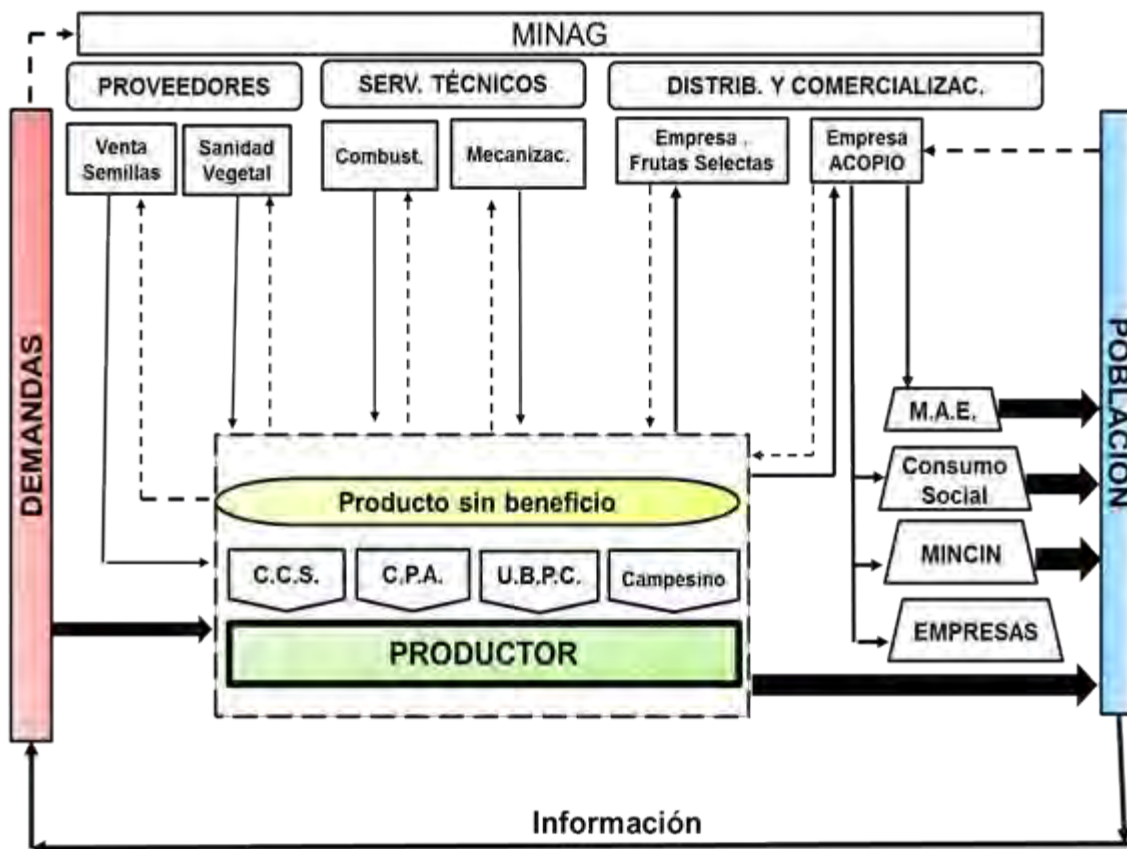 MINAG
PROVEEDORES
SERV. TÉCNICOS
DISTRIB. Y COMERCIALIZAC.
Venta
Semillas
Sanidad
Vegetal
Combust.
Mecanizac.
Empresa .
Frutas Selectas
Empresa
ACOPIO
DEMANDAS
POBLACION
M.A.E.
Consumo
Social
MINCIN
EMPRESAS
Producto sin beneficio
C.C.S.
C.P.A.
U.B.P.C.
Campesino
PRODUCTOR
Información